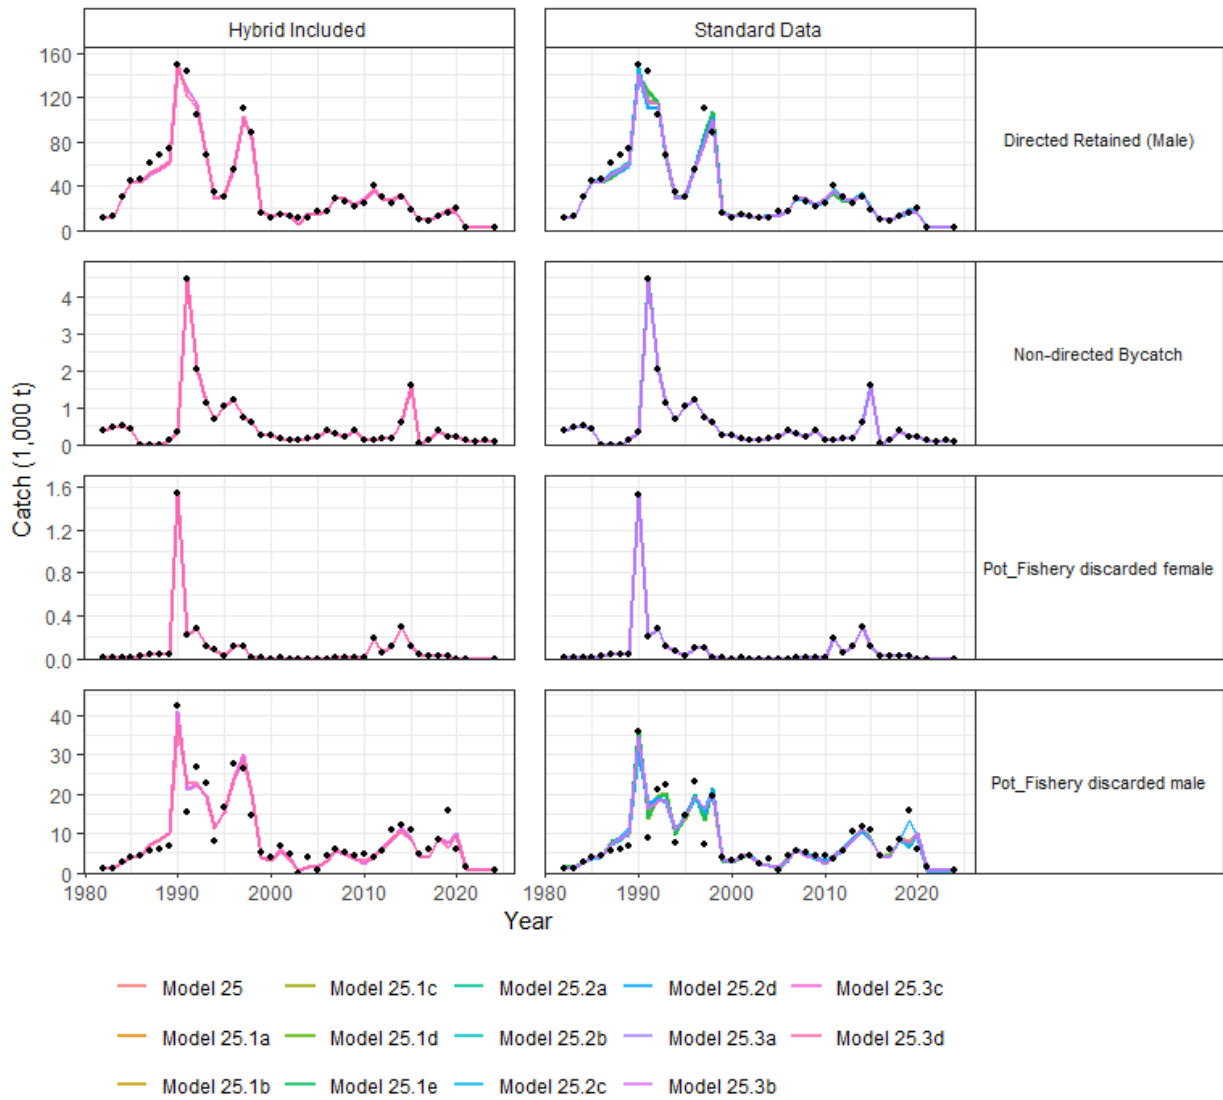 Hybrid Included
Standard Data
160
120
80
40
0
Directed Retained (Male)
4
3
2
1
0
Non-directed Bycatch
1.6
1.2
0.8
0.4
0.0
Pot_Fishery discarded female
40
30
20
10
0
Pot_Fishery discarded male
Catch (1,000 t)
1980 1990 2000 2010 2020 1980 1990 2000 2010 2020
Year
Model 25 Model 25.1c Model 25.2a Model 25.2d Model 25.3c
Model 25.1a Model 25.1d Model 25.2b Model 25.3a Model 25.3d
Model 25.1b Model 25.1e Model 25.2c Model 25.3b